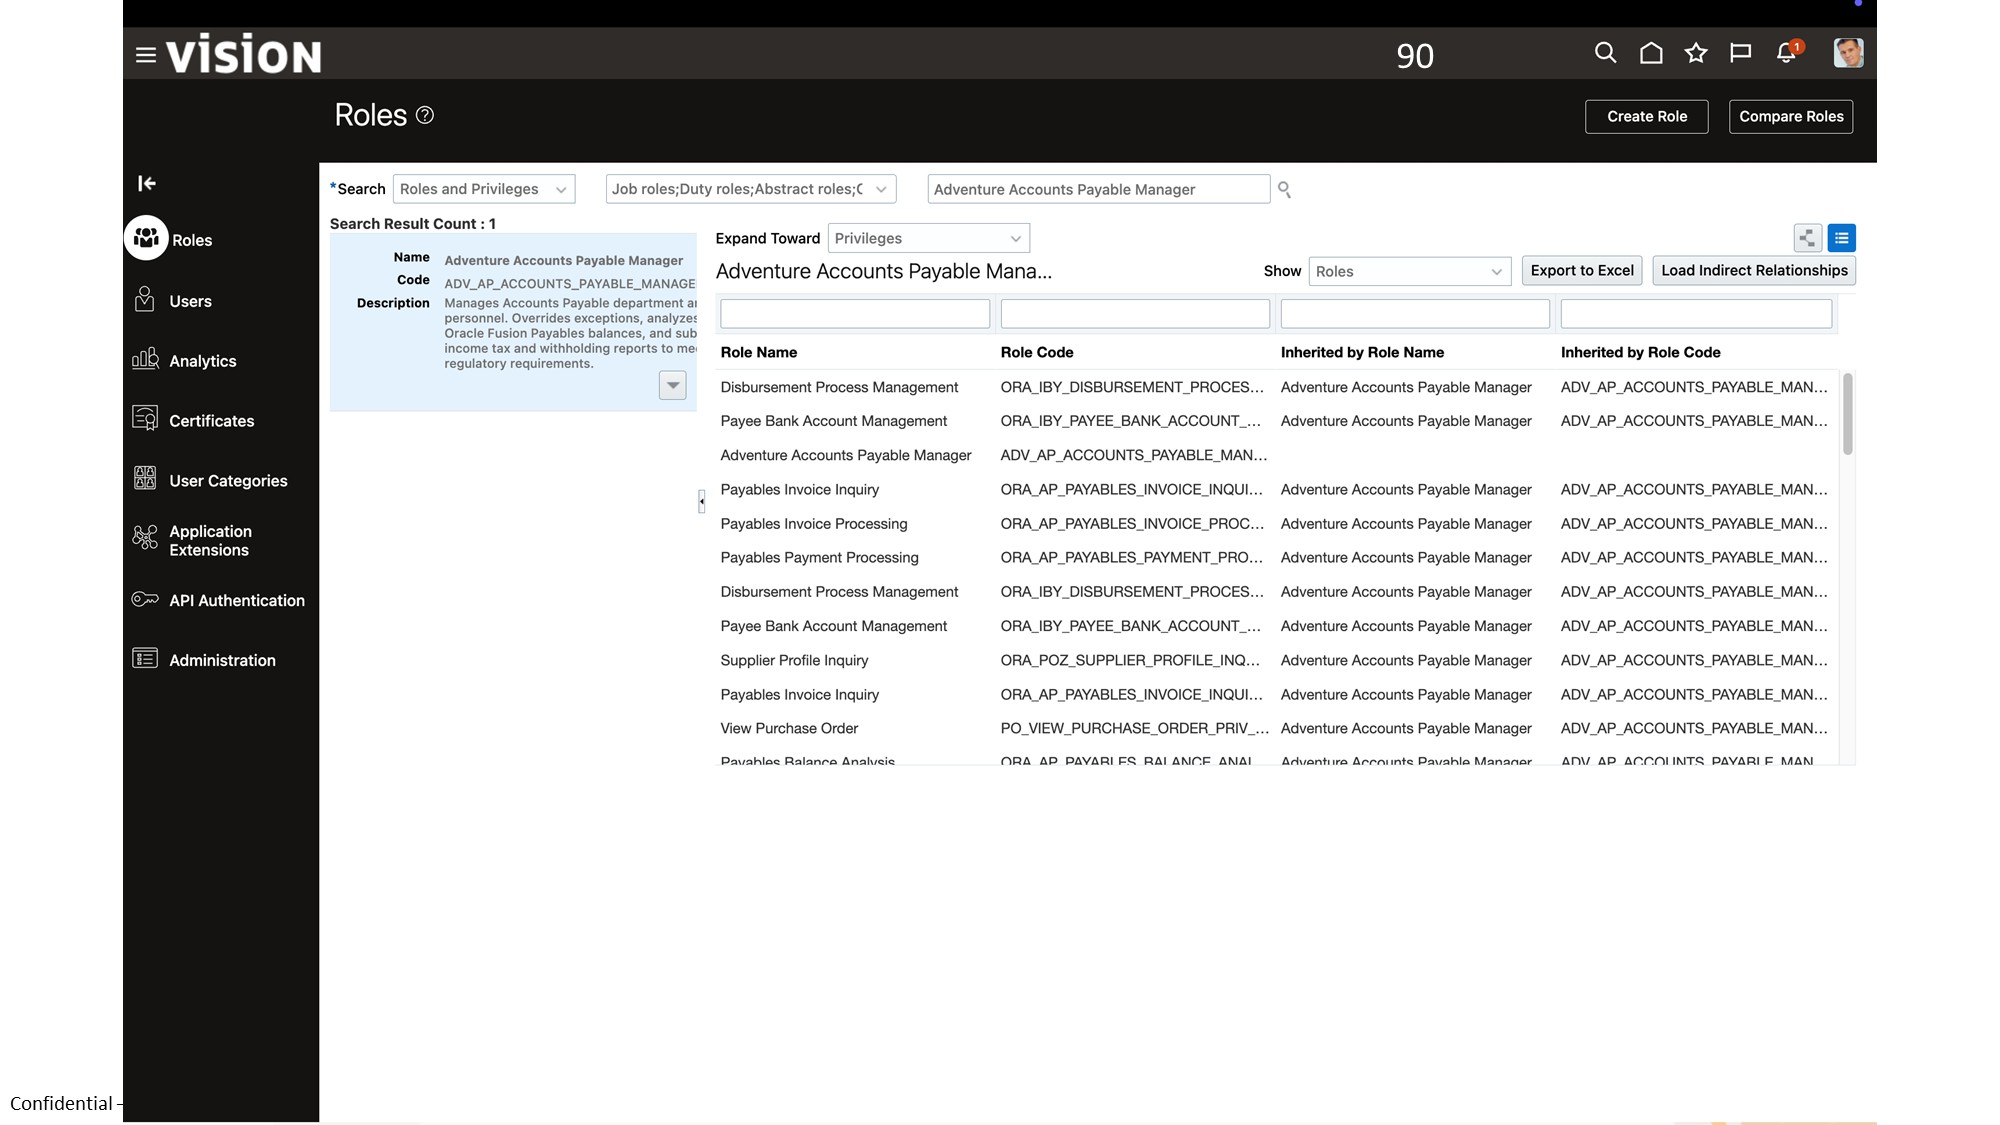 vision
90
1
Roles ?
Create Role
Compare Roles
*Search Roles and Privileges Job roles;Duty roles;Abstract roles;C Adventure Accounts Payable Manager
Search Result Count : 1
Name Adventure Accounts Payable Manager
Code ADV_AP_ACCOUNTS_PAYABLE_MANAGE
Description Manages Accounts Payable department a
personnel. Overrides exceptions, analyzes
Oracle Fusion Payables balances, and sub
income tax and withholding reports to me
regulatory requirements.
Roles
Users
Analytics
Certificates
User Categories
Application
Extensions
API Authentication
Administration
Expand Toward Privileges
Adventure Accounts Payable Mana...
Show Roles Export to Excel Load Indirect Relationships
Role Name Role Code Inherited by Role Name Inherited by Role Code
Disbursement Process Management ORA_IBY_DISBURSEMENT_PROCES... Adventure Accounts Payable Manager ADV_AP_ACCOUNTS_PAYABLE_MAN...
Payee Bank Account Management ORA_IBY_PAYEE_BANK_ACCOUNT_... Adventure Accounts Payable Manager ADV_AP_ACCOUNTS_PAYABLE_MAN...
Adventure Accounts Payable Manager ADV_AP_ACCOUNTS_PAYABLE_MAN...
Payables Invoice Inquiry ORA_AP_PAYABLES_INVOICE_INQUI... Adventure Accounts Payable Manager ADV_AP_ACCOUNTS_PAYABLE_MAN...
Payables Invoice Processing ORA_AP_PAYABLES_INVOICE_PROC... Adventure Accounts Payable Manager ADV_AP_ACCOUNTS_PAYABLE_MAN...
Payables Payment Processing ORA_AP_PAYABLES_PAYMENT_PRO... Adventure Accounts Payable Manager ADV_AP_ACCOUNTS_PAYABLE_MAN...
Disbursement Process Management ORA_IBY_DISBURSEMENT_PROCES... Adventure Accounts Payable Manager ADV_AP_ACCOUNTS_PAYABLE_MAN...
Payee Bank Account Management ORA_IBY_PAYEE_BANK_ACCOUNT_... Adventure Accounts Payable Manager ADV_AP_ACCOUNTS_PAYABLE_MAN...
Supplier Profile Inquiry ORA_POZ_SUPPLIER_PROFILE_INQ... Adventure Accounts Payable Manager ADV_AP_ACCOUNTS_PAYABLE_MAN...
Payables Invoice Inquiry ORA_AP_PAYABLES_INVOICE_INQUI... Adventure Accounts Payable Manager ADV_AP_ACCOUNTS_PAYABLE_MAN...
View Purchase Order PO_VIEW_PURCHASE_ORDER_PRIV_... Adventure Accounts Payable Manager ADV_AP_ACCOUNTS_PAYABLE_MAN...
Payables Balance Analysis ORA_AP_PAYABLES_BALANCE_ANAL Adventure Accounts Payable Manager ADV_AP_ACCOUNTS_PAYABLE_MAN
Confidential –